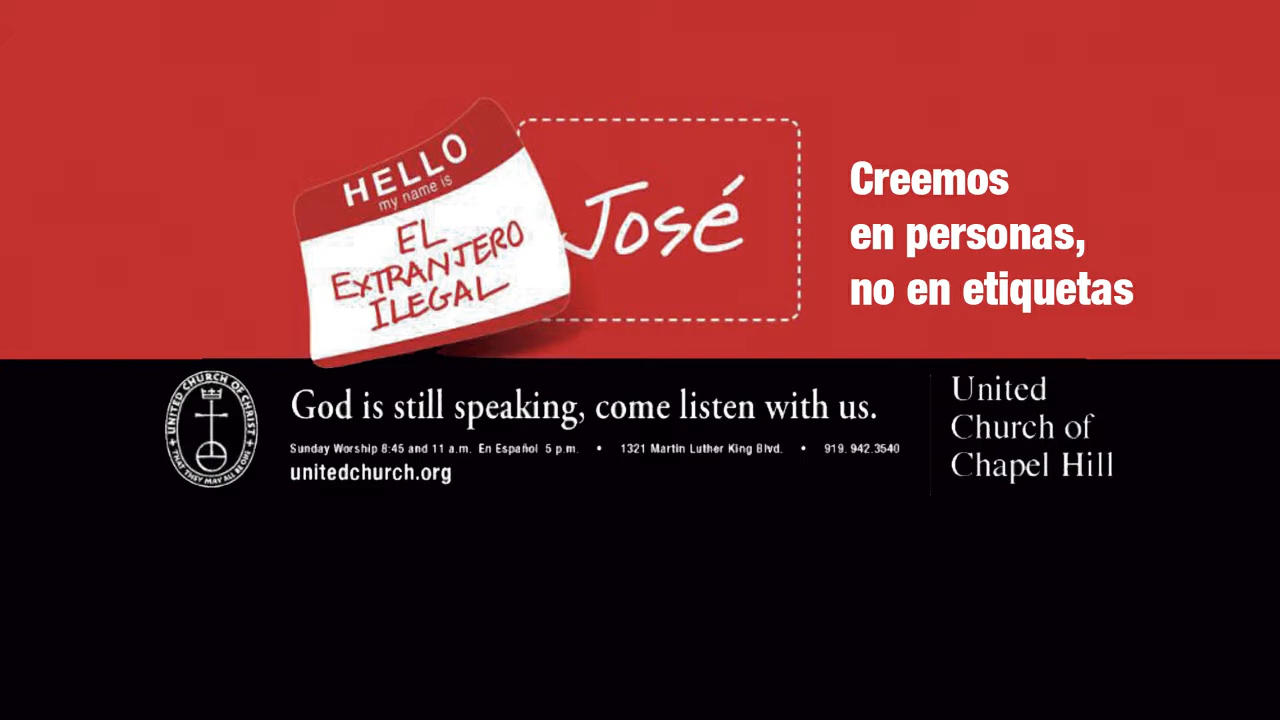 HELLO
my name is
EL
EXTRANJERO
ILEGAL
José
Creemos
en personas,
no en etiquetas
UNITED CHURCH OF CHRIST
THAT THEY MAY ALL BE ONE
God is still speaking, come listen with us.
Sunday Worship 8:45 and 11 a.m. En Español 5 p.m. • 1321 Martin Luther King Blvd. • 919. 942.3540
unitedchurch.org
United
Church of
Chapel Hill